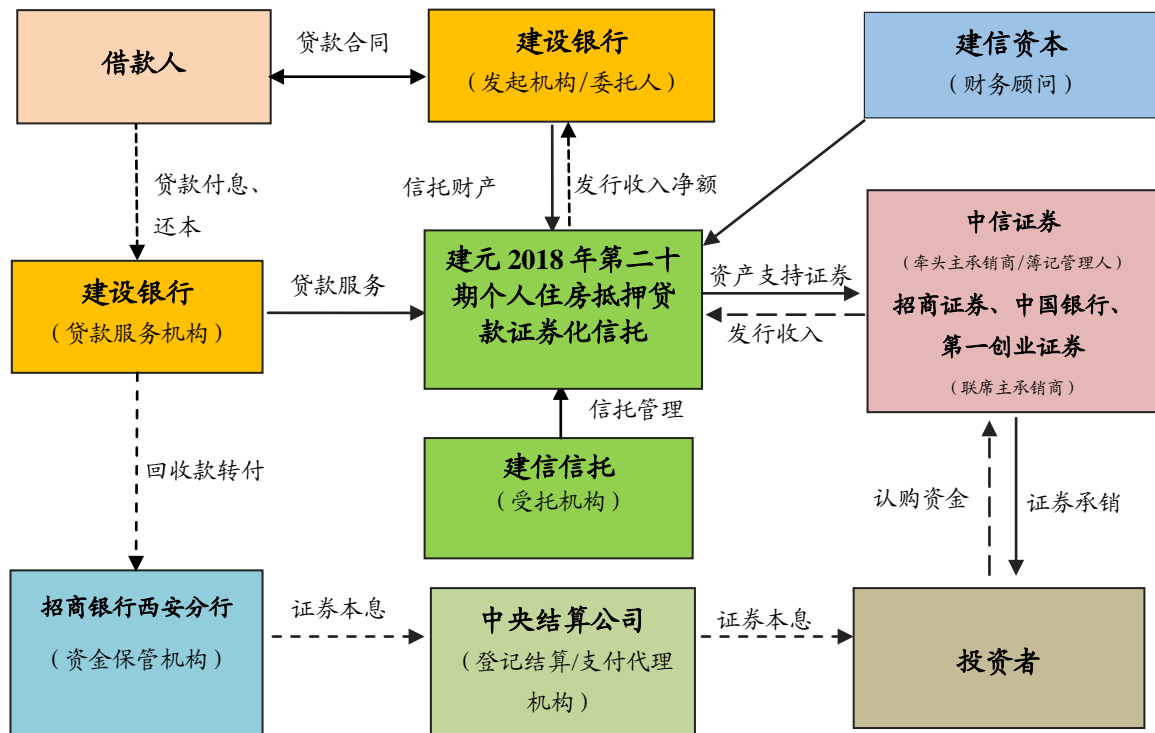 借款人
贷款合同
建设银行
（发起机构/委托人）
建信资本
（财务顾问）
贷款付息、
还本
信托财产
发行收入净额
建设银行
（贷款服务机构）
贷款服务
建元 2018 年第二十
期个人住房抵押贷
款证券化信托
资产支持证券
发行收入
中信证券
（牵头主承销商/簿记管理人）
招商证券、中国银行、
第一创业证券
（联席主承销商）
信托管理
回收款转付
建信信托
（受托机构）
认购资金
证券承销
招商银行西安分行
（资金保管机构）
证券本息
中央结算公司
（登记结算/支付代理
机构）
证券本息
投资者